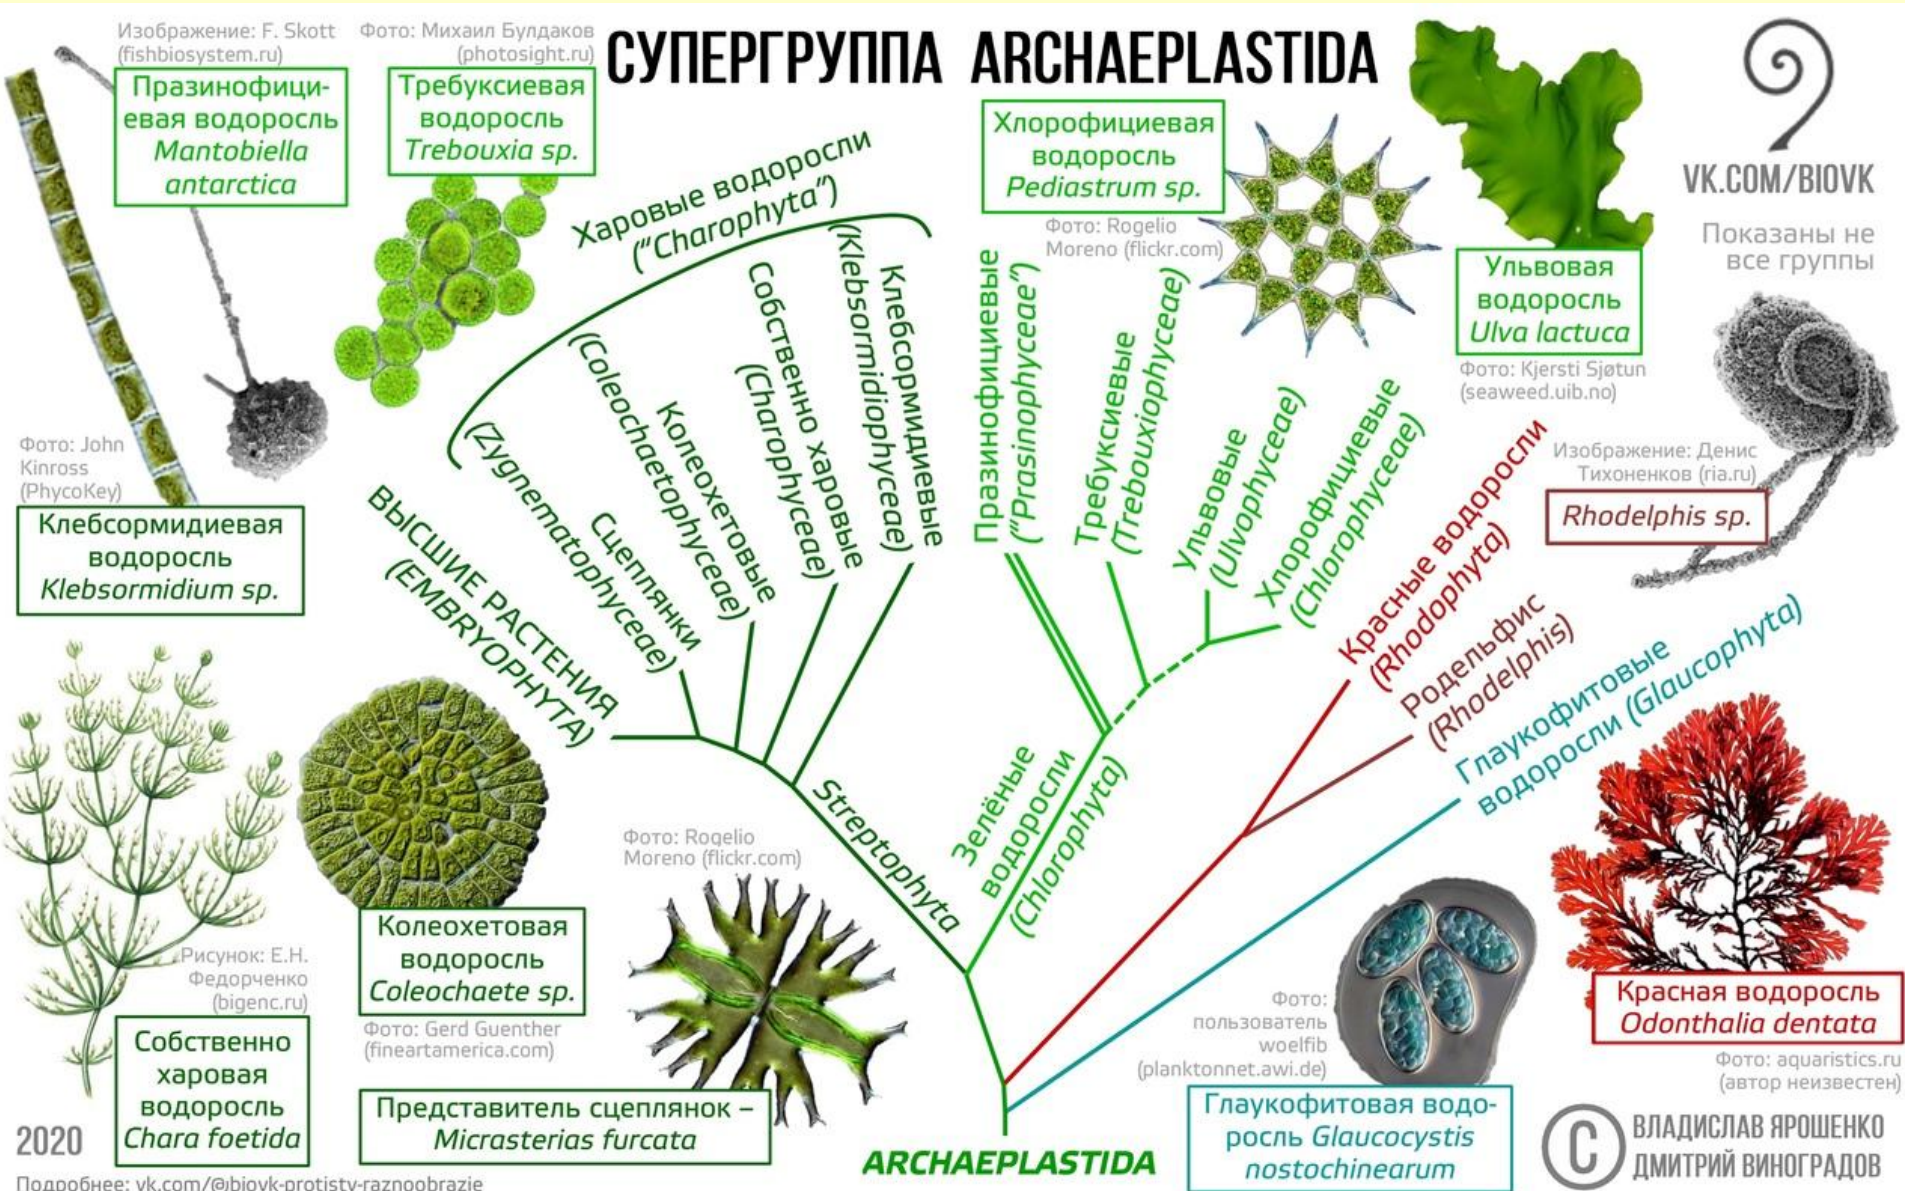 СУПЕРГРУППА ARCHAEPLASTIDA
Изображение: F. Skott
(fishbiosystem.ru)
Празинофици-
евая водоросль
Mantobiella
antarctica
Фото: Михаил Булдаков
(photosight.ru)
Требуксиевая
водоросль
Trebouxia sp.
Хлорофициевая
водоросль
Pediastrum sp.
Фото: Rogelio
Moreno (flickr.com)
Ульвовая
водоросль
Ulva lactuca
Фото: Kjersti Sjøtun
(seaweed.uib.no)
VK.COM/BIOVK
Показаны не
все группы
Изображение: Денис
Тихоненков (ria.ru)
Rhodelphis sp.
Фото: John
Kinross
(PhycoKey)
Клебсормидиевая
водоросль
Klebsormidium sp.
Харовые водоросли
("Charophyta")
ВЫСШИЕ РАСТЕНИЯ
(EMBRYOPHYTA)
Сцеплянки
(Zygnematophyceae)
Колеохетовые
(Coleochaetophyceae)
Собственно харовые
(Charophyceae)
Клебсормидиевые
(Klebsormidiophyceae)
Празинофициевые
("Prasinophyceae")
Требуксиевые
(Trebouxiophyceae)
Ульвовые
(Ulvophyceae)
Хлорофициевые
(Chlorophyceae)
Красные водоросли
(Rhodophyta)
Родельфис
(Rhodelphis)
Глаукофитовые
водоросли (Glaucophyta)
Streptophyta
Зелёные
водоросли
(Chlorophyta)
Рисунок: Е.Н.
Федорченко
(bigenc.ru)
Собственно
харовая
водоросль
Chara foetida
Колеохетовая
водоросль
Coleochaete sp.
Фото: Gerd Guenther
(fineartamerica.com)
Фото: Rogelio
Moreno (flickr.com)
Представитель сцеплянок –
Micrasterias furcata
ARCHAEPLASTIDA
Фото:
пользователь
woelfib
(planktonnet.awi.de)
Глаукофитовая водо-
росль Glaucocystis
nostochinearum
Красная водоросль
Odonthalia dentata
Фото: aquaristics.ru
(автор неизвестен)
2020
Подробнее: vk.com/@biovk-protisty-raznoobrazie
© ВЛАДИСЛАВ ЯРОШЕНКО
ДМИТРИЙ ВИНОГРАДОВ